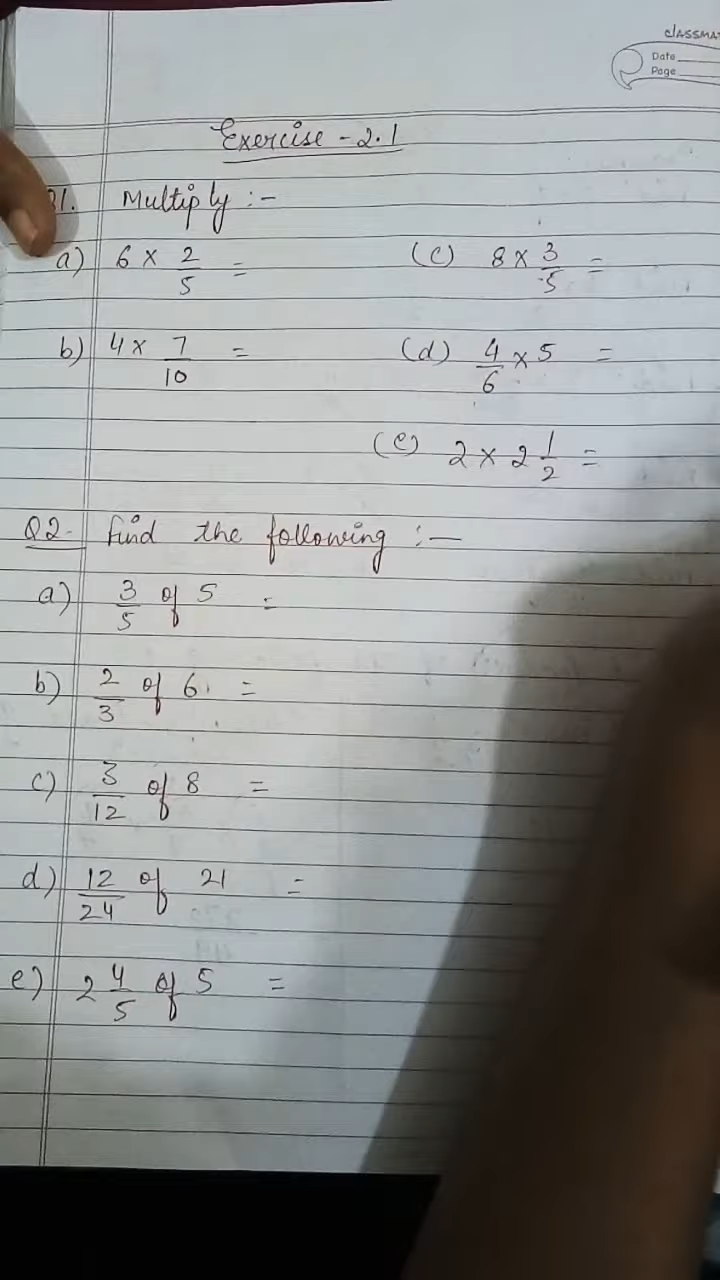 CLASSMA
Date
Page
Exercise - 2.1
Q1. Multiply :-
a) 6 × 2/5 =
(c) 8 × 3/5 =
b) 4 × 7/10 =
(d) 4/6 × 5 =
(e) 2 × 2 1/2 =
Q2. Find the following :-
a) 3/5 of 5 =
b) 2/3 of 6 =
c) 3/12 of 8 =
d) 12/24 of 21 =
e) 2 4/5 of 5 =